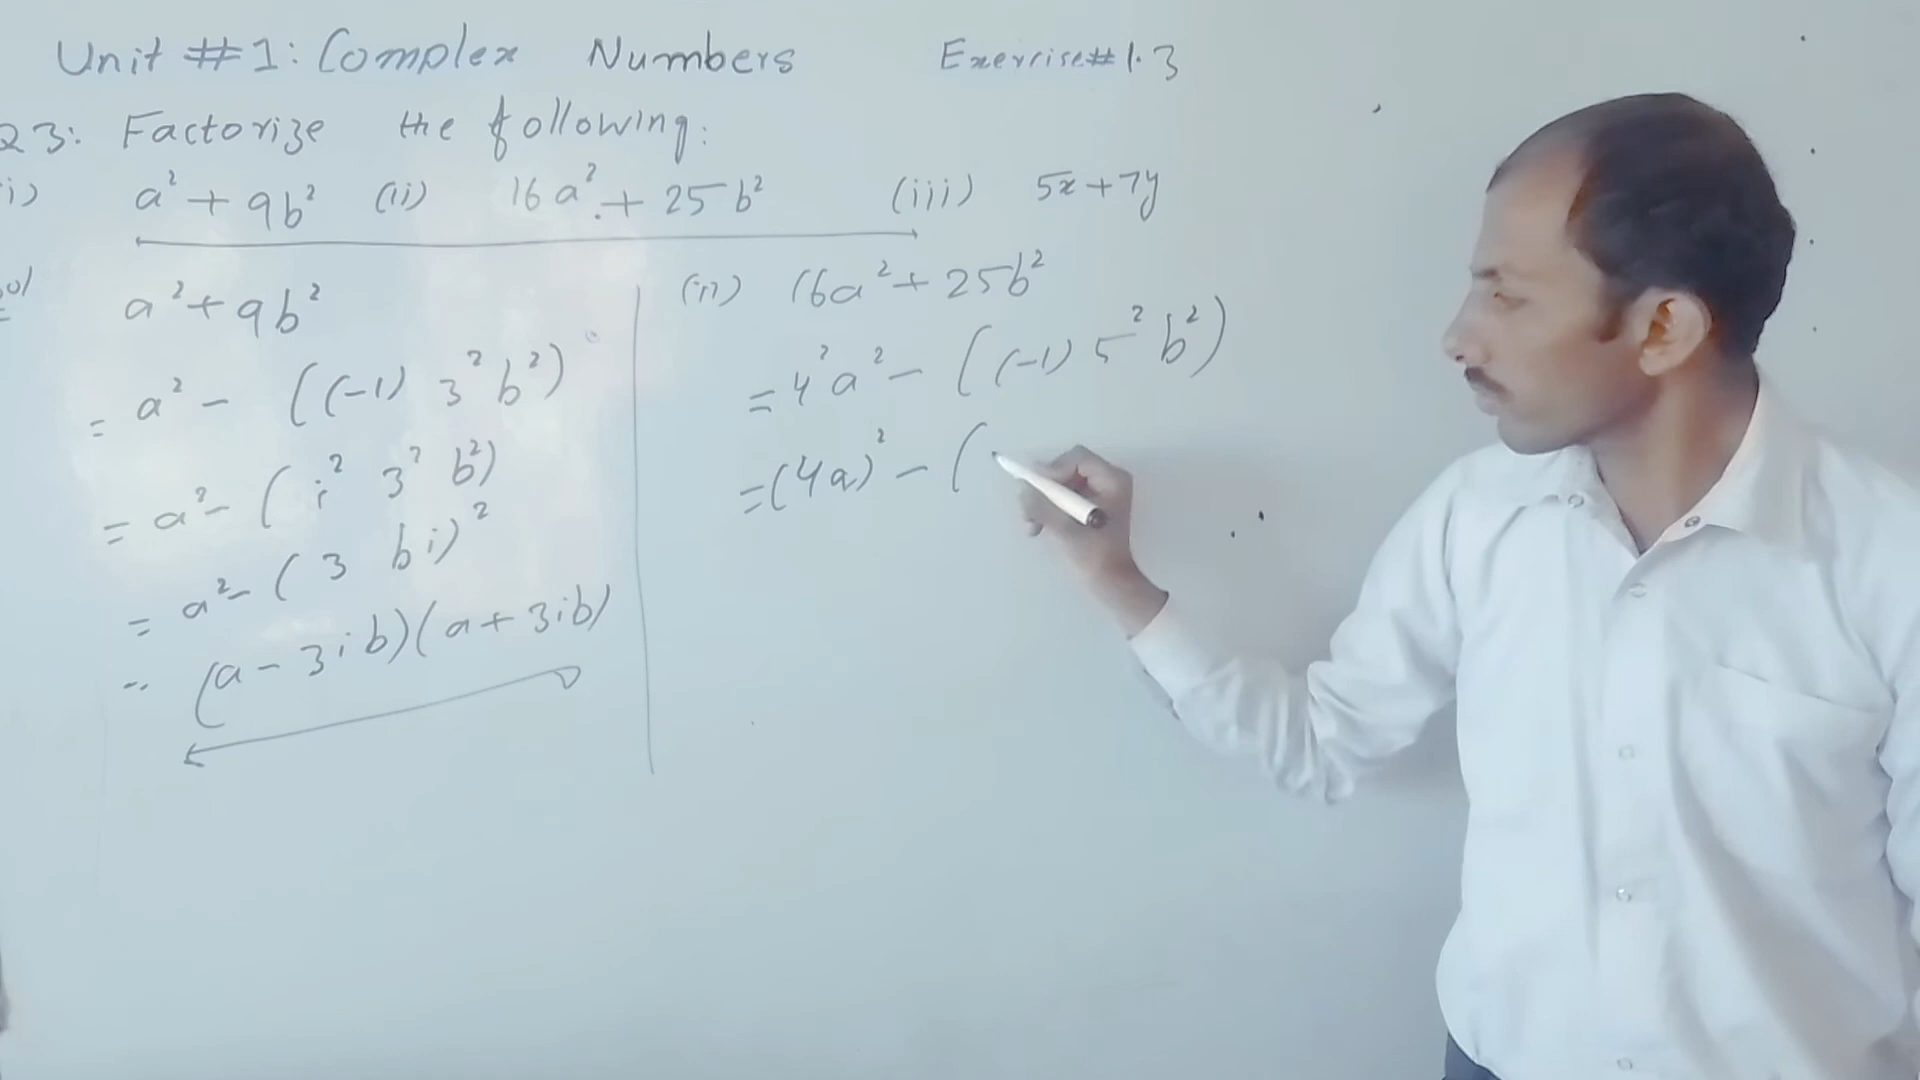 Unit #1: Complex Numbers Exercise#1.3
Q3: Factorize the following:
(i) a² + 9b² (ii) 16a² + 25b² (iii) 5x + 7y
Sol
a² + 9b²
= a² - ((-1) 3² b²)
= a² - (i² 3² b²)
= a² - (3 bi)²
= (a - 3ib)(a + 3ib)
(ii) 16a² + 25b²
= 4²a² - ((-1) 5² b²)
= (4a)² - (